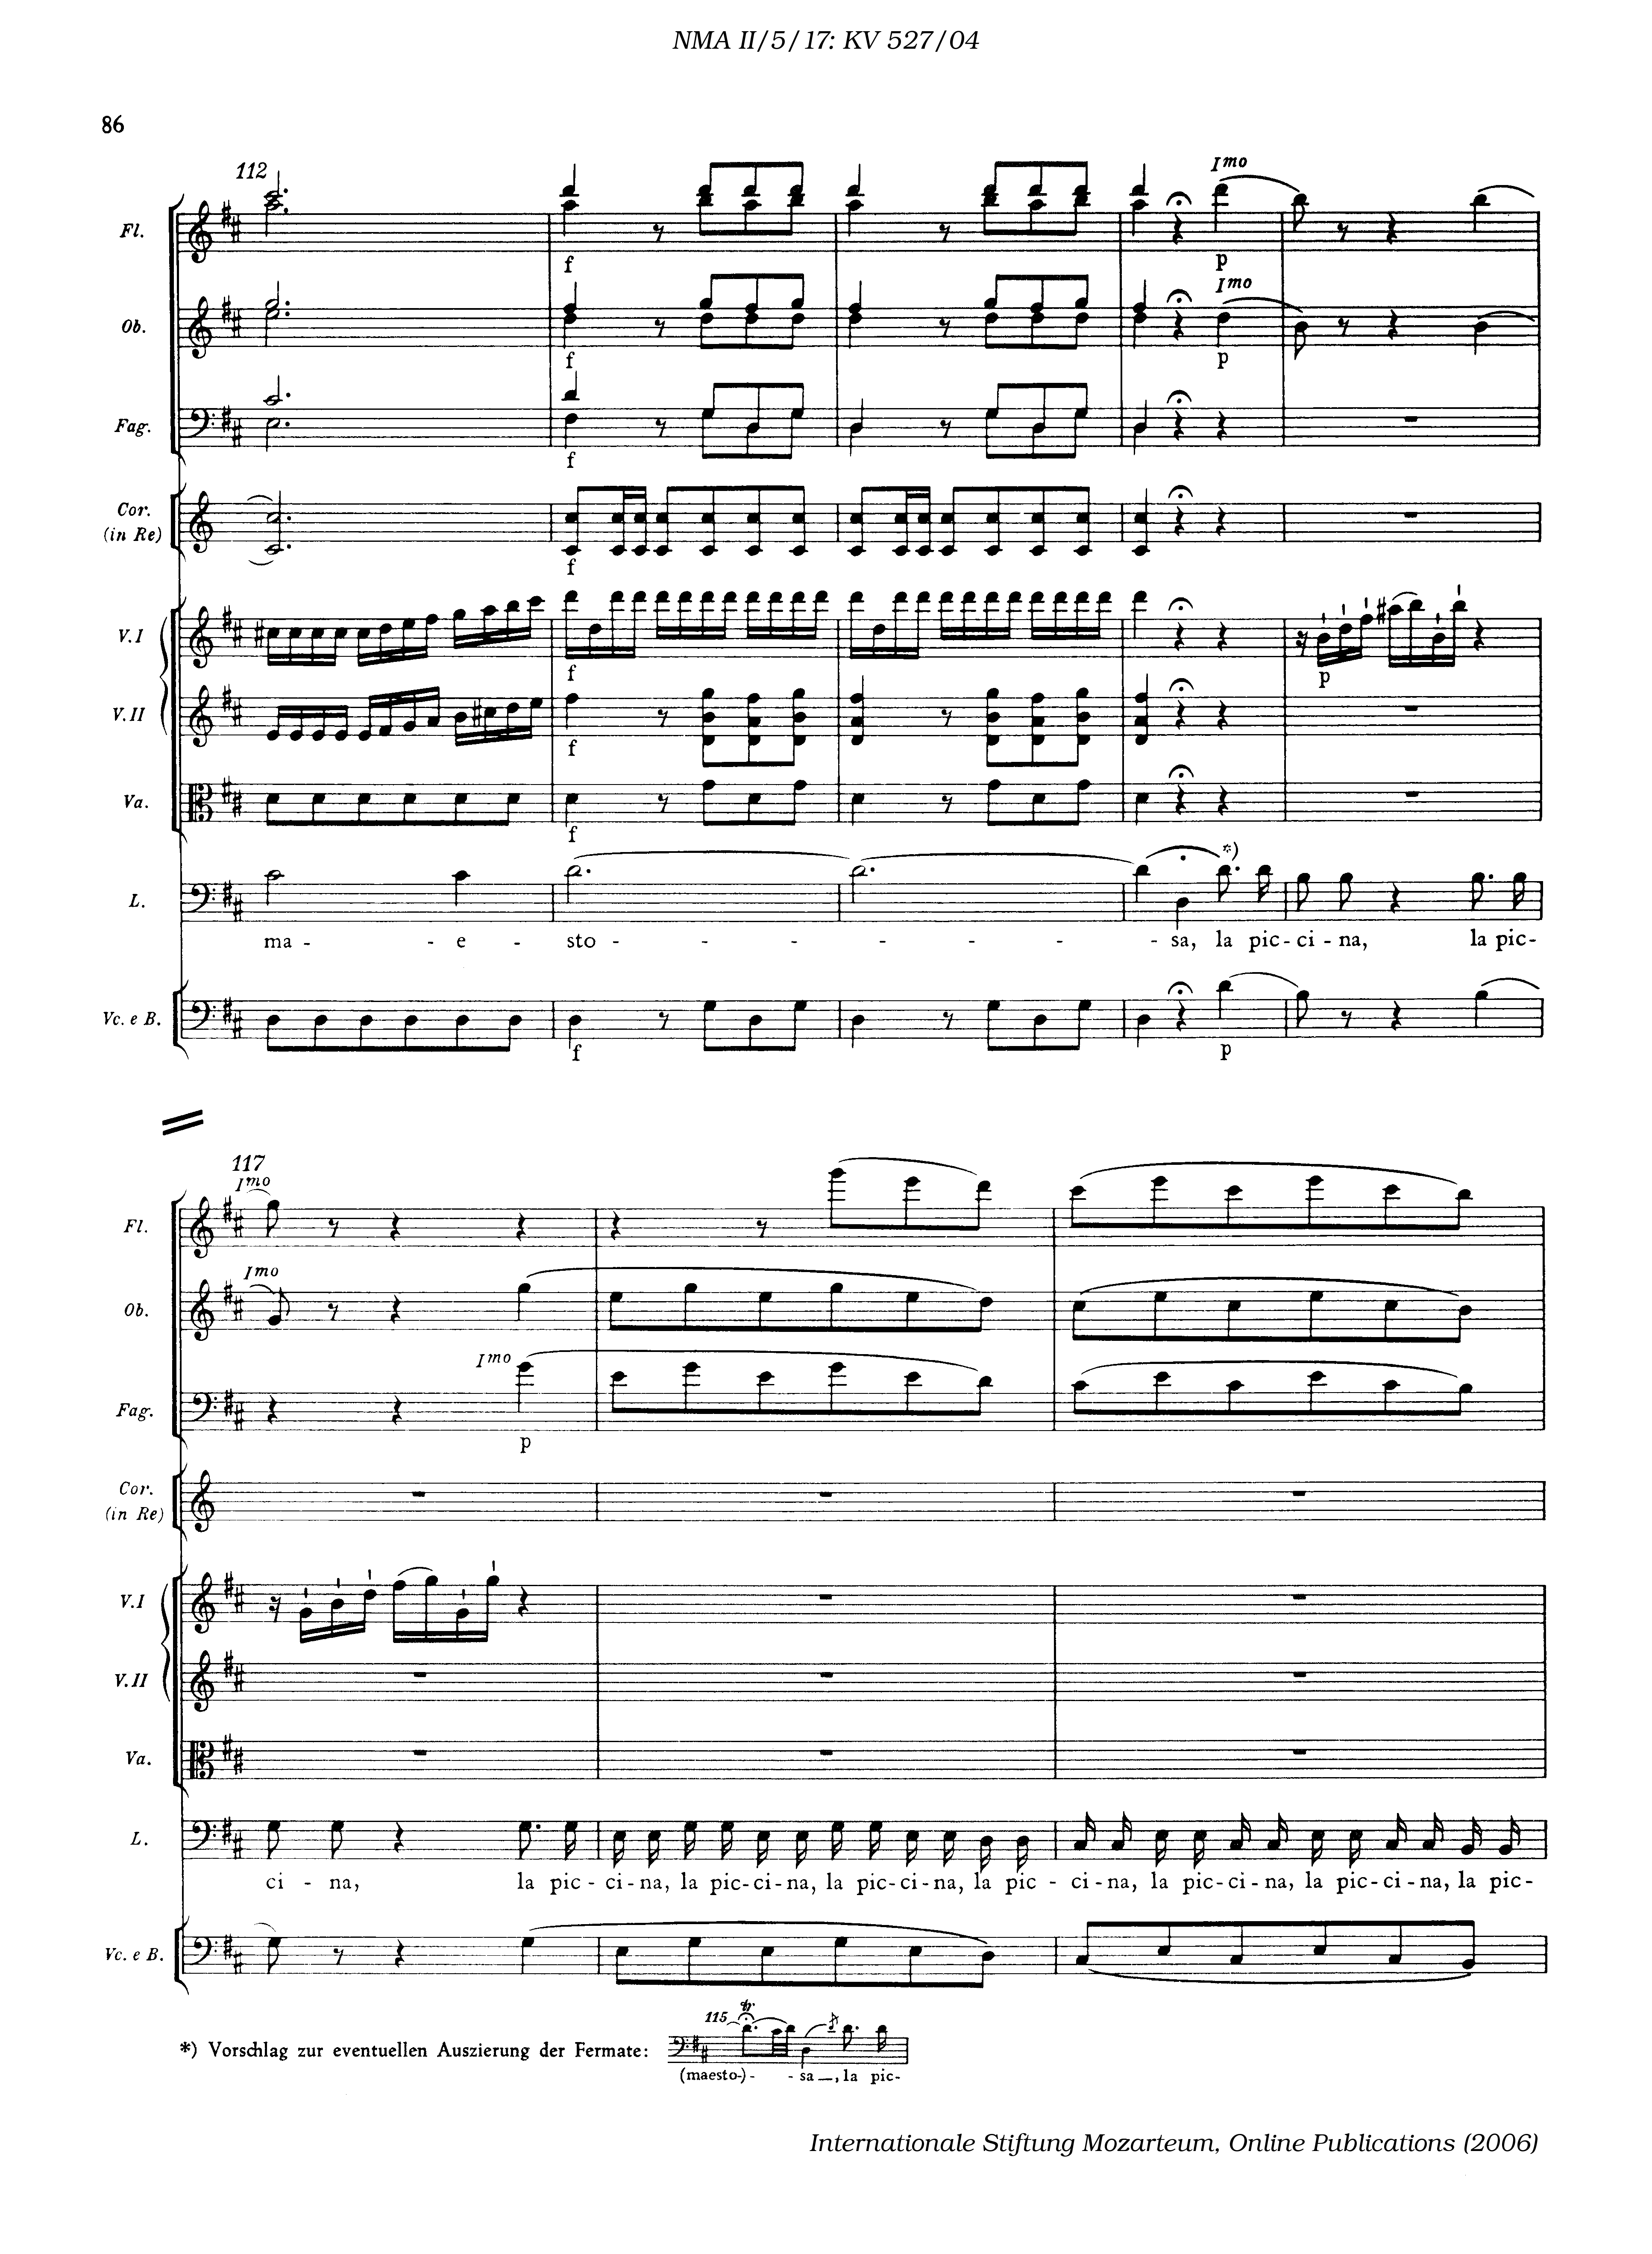 NMA II/5/17: KV 527/04
86
112
Imo
Fl.
f
p
Imo
Ob.
f
p
Fag.
f
Cor.
(in Re)
f
V. I
f
p
V. II
f
Va.
f
*)
L.
ma - - e - sto - - - - - - sa, la pic - ci - na, la pic-
Vc. e B.
f
p
117
Imo
Fl.
Imo
Ob.
Imo
Fag.
p
Cor.
(in Re)
V. I
V. II
Va.
L.
ci - na, la pic - ci - na, la pic - ci - na, la pic - ci - na, la pic - ci - na, la pic - ci - na, la pic - ci - na, la pic -
Vc. e B.
115 tr
*) Vorschlag zur eventuellen Auszierung der Fermate:
(maesto-) - - sa —, la pic-
Internationale Stiftung Mozarteum, Online Publications (2006)